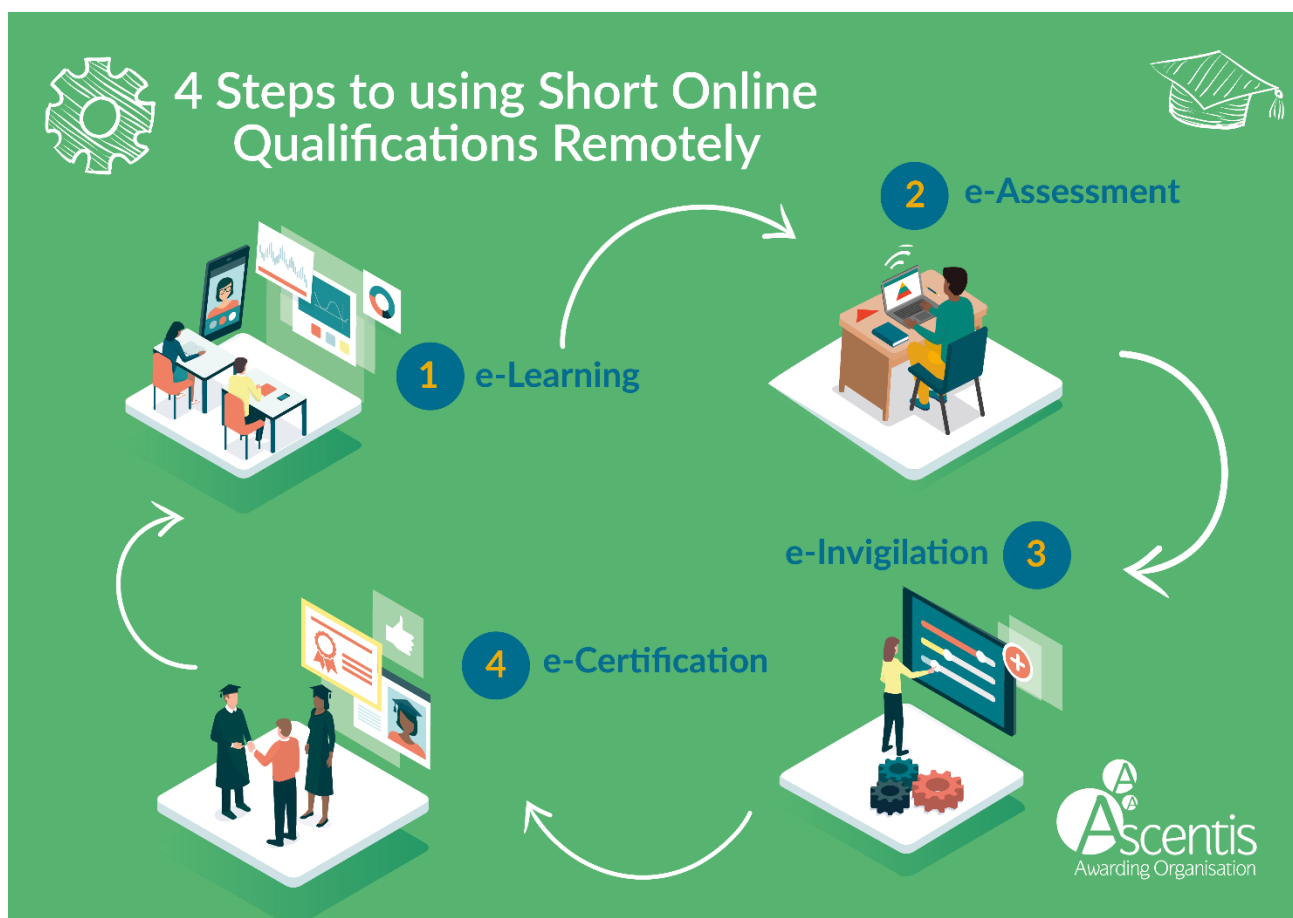 4 Steps to using Short Online
Qualifications Remotely
1 e-Learning
2 e-Assessment
e-Invigilation 3
4 e-Certification
A
A
Ascentis
Awarding Organisation